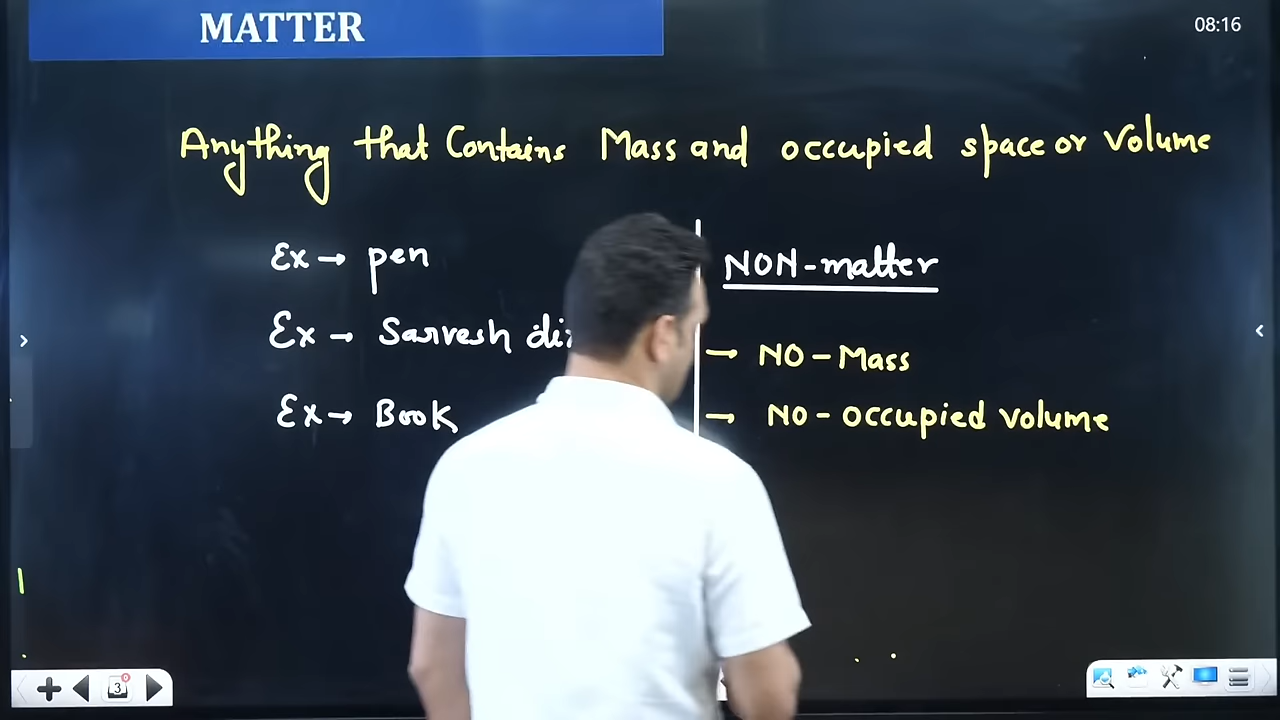 MATTER
08:16
Anything that Contains Mass and occupied space or Volume
Ex → pen
Ex → Sarvesh
Ex → Book
NON-matter
→ NO-Mass
→ NO-occupied volume
3